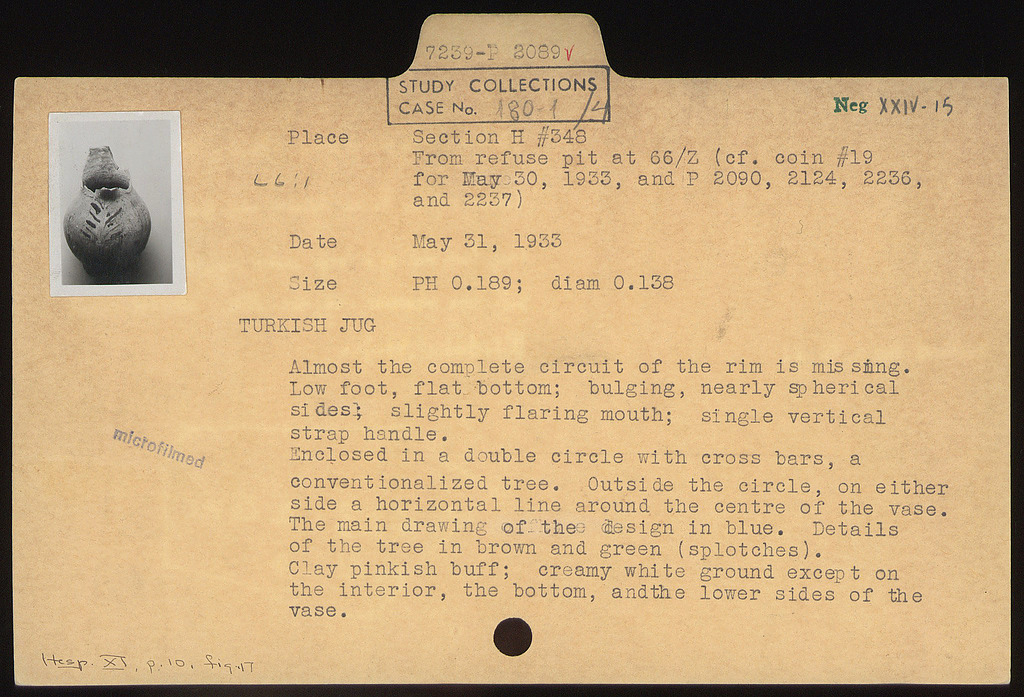 7239-P 2089 v
STUDY COLLECTIONS
CASE No. 180-1/4
Neg XXIV-15
Place Section H #348
From refuse pit at 66/Z (cf. coin #19
for May 30, 1933, and P 2090, 2124, 2236,
and 2237)
Date May 31, 1933
Size PH 0.189; diam 0.138
TURKISH JUG
Almost the complete circuit of the rim is missing.
Low foot, flat bottom; bulging, nearly spherical
sides; slightly flaring mouth; single vertical
strap handle.
Enclosed in a double circle with cross bars, a
conventionalized tree. Outside the circle, on either
side a horizontal line around the centre of the vase.
The main drawing of the design in blue. Details
of the tree in brown and green (splotches).
Clay pinkish buff; creamy white ground except on
the interior, the bottom, andthe lower sides of the
vase.
microfilmed
Hesp. XI, p.10, fig.17